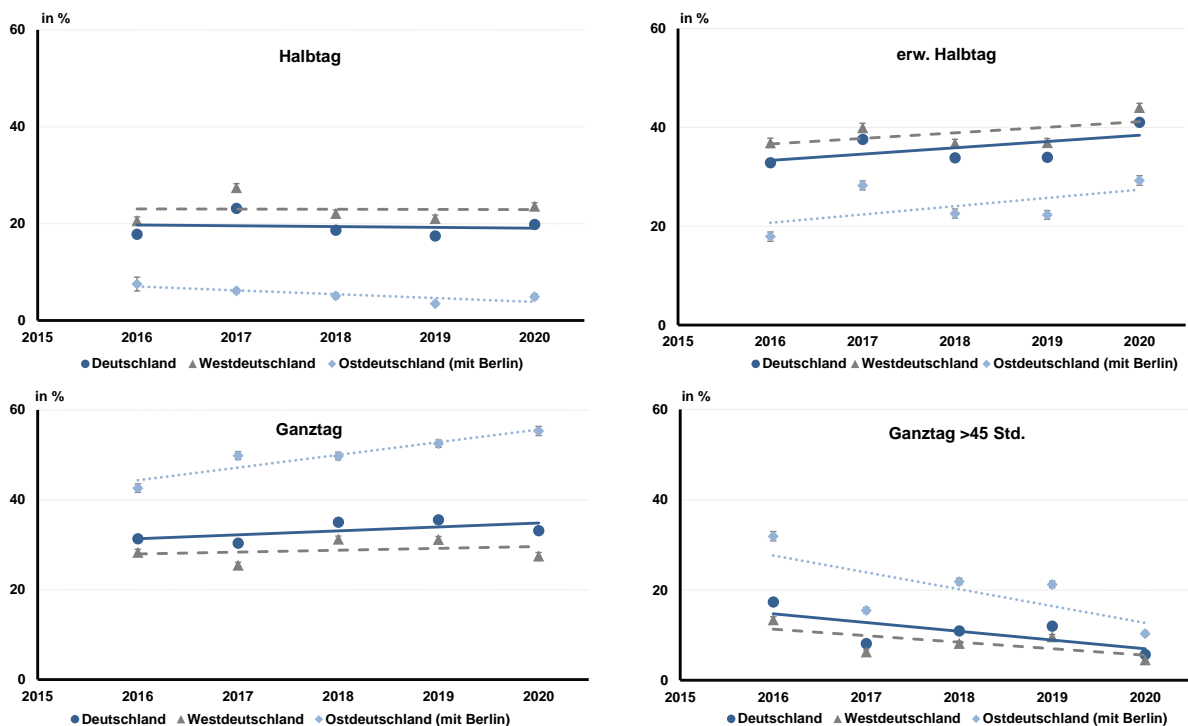 in %
Halbtag
60
40
20
0
2015 2016 2017 2018 2019 2020
Deutschland Westdeutschland Ostdeutschland (mit Berlin)
in %
erw. Halbtag
60
40
20
0
2015 2016 2017 2018 2019 2020
Deutschland Westdeutschland Ostdeutschland (mit Berlin)
in %
Ganztag
60
40
20
0
2015 2016 2017 2018 2019 2020
Deutschland Westdeutschland Ostdeutschland (mit Berlin)
in %
Ganztag >45 Std.
60
40
20
0
2015 2016 2017 2018 2019 2020
Deutschland Westdeutschland Ostdeutschland (mit Berlin)